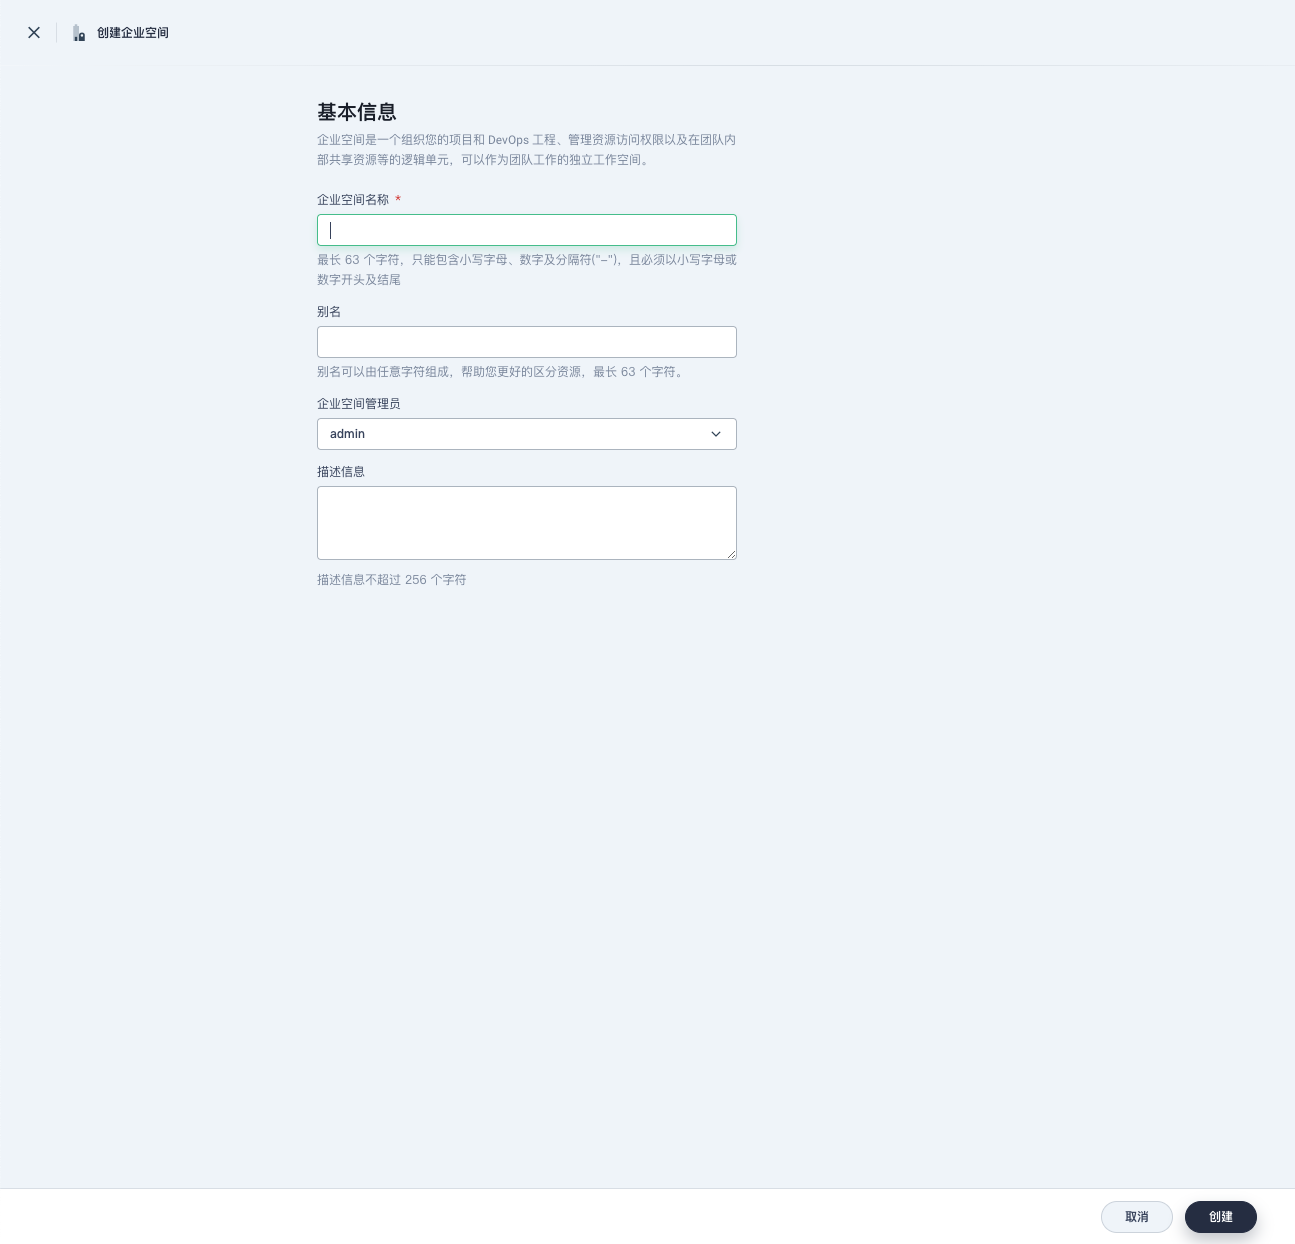 创建企业空间
基本信息
企业空间是一个组织您的项目和 DevOps 工程、管理资源访问权限以及在团队内
部共享资源等的逻辑单元，可以作为团队工作的独立工作空间。
企业空间名称 *
最长 63 个字符，只能包含小写字母、数字及分隔符("-")，且必须以小写字母或
数字开头及结尾
别名
别名可以由任意字符组成，帮助您更好的区分资源，最长 63 个字符。
企业空间管理员
admin
描述信息
描述信息不超过 256 个字符
取消
创建